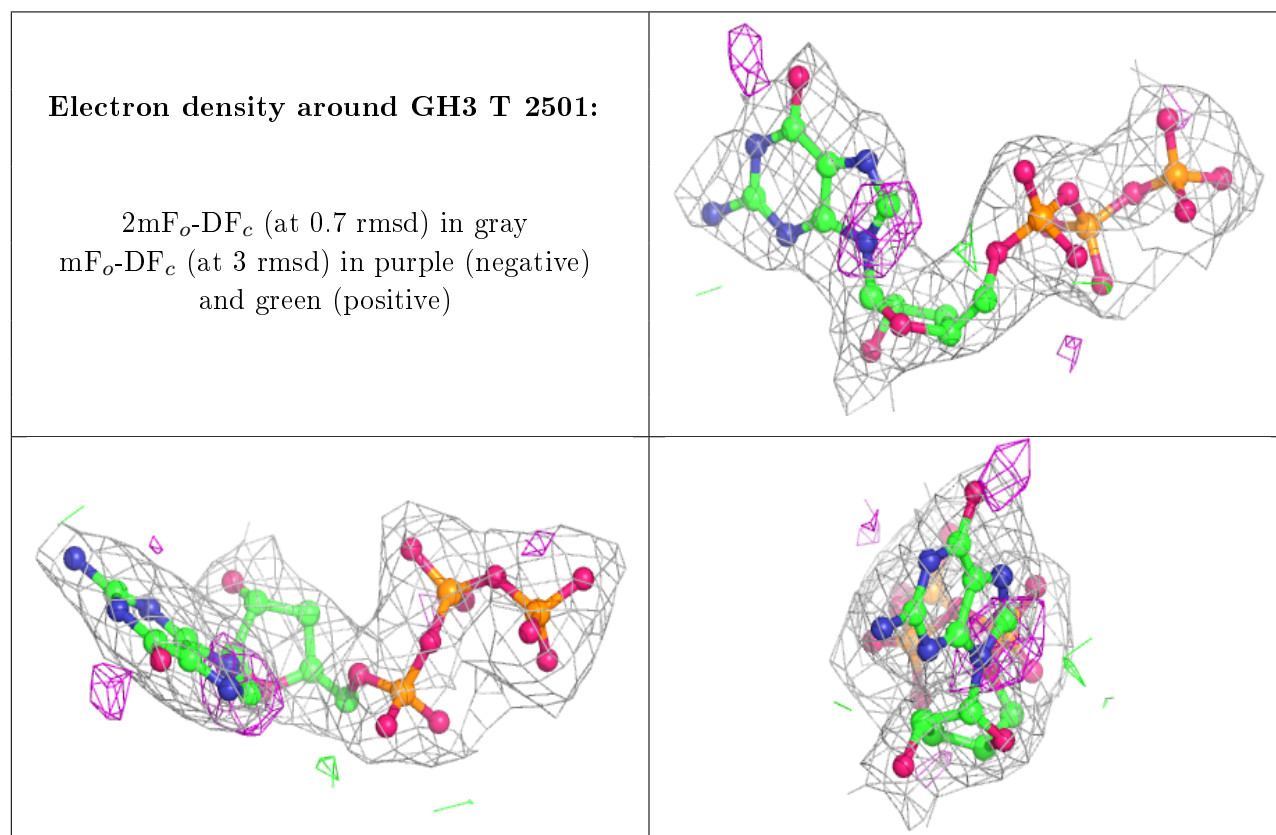 Electron density around GH3 T 2501:
2mFo-DFc (at 0.7 rmsd) in gray
mFo-DFc (at 3 rmsd) in purple (negative)
and green (positive)